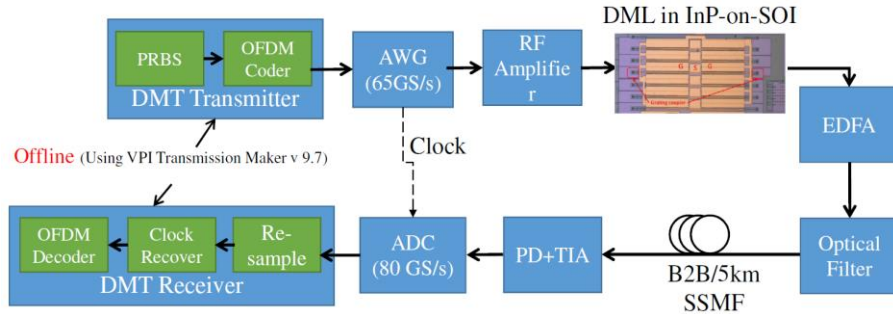 DML in InP-on-SOI
PRBS
OFDM
Coder
DMT Transmitter
AWG
(65GS/s)
RF
Amplifie
r
G S G
Grating coupler
EDFA
Offline (Using VPI Transmission Maker v 9.7)
Clock
OFDM
Decoder
Clock
Recover
Re-
sample
DMT Receiver
ADC
(80 GS/s)
PD+TIA
B2B/5km
SSMF
Optical
Filter